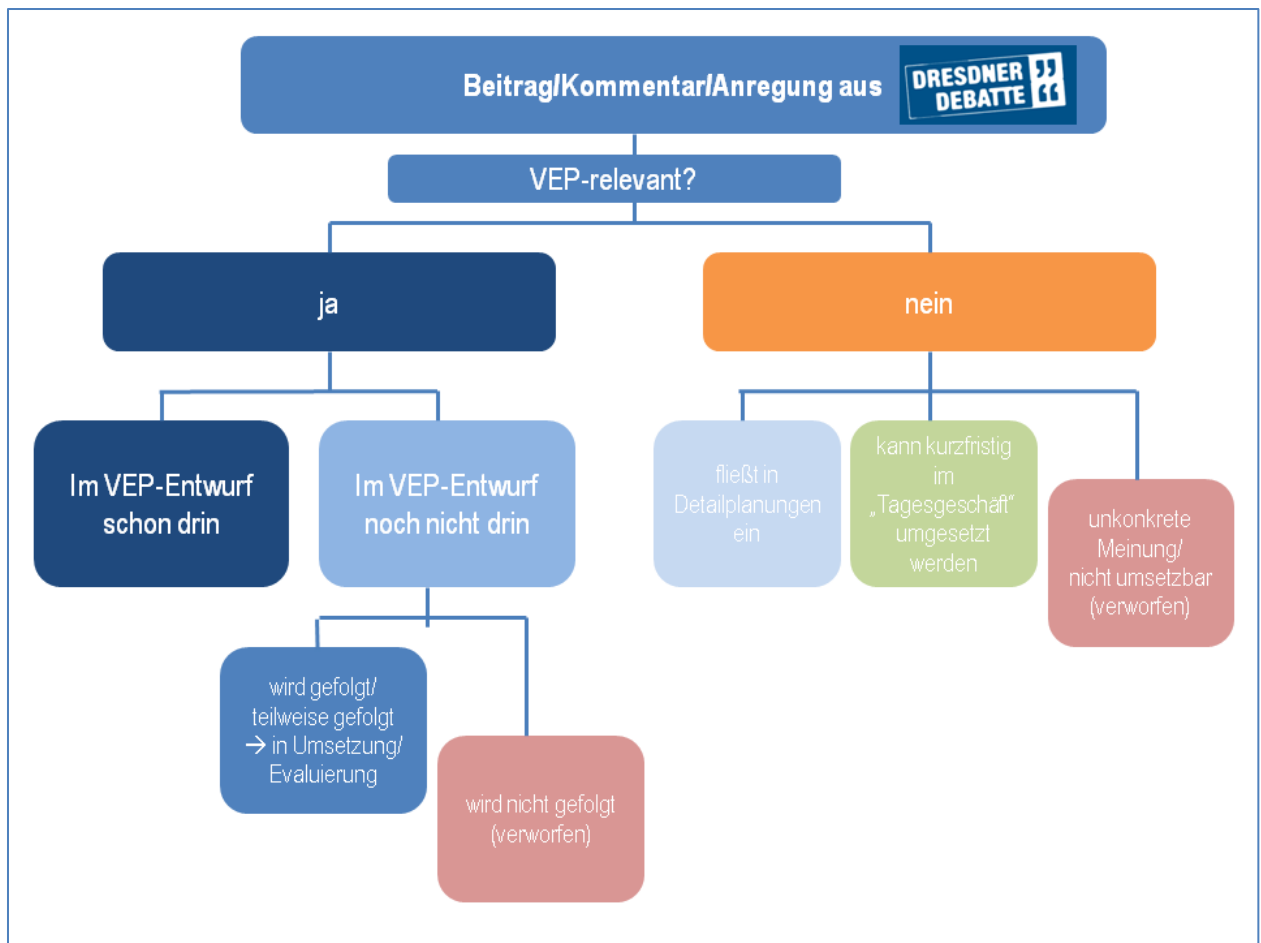 Beitrag/Kommentar/Anregung aus
DRESDNER
DEBATTE
VEP-relevant?
ja
nein
Im VEP-Entwurf
schon drin
Im VEP-Entwurf
noch nicht drin
fließt in
Detailplanungen
ein
kann kurzfristig
im
„Tagesgeschäft“
umgesetzt
werden
unkonkrete
Meinung/
nicht umsetzbar
(verworfen)
wird gefolgt/
teilweise gefolgt
→ in Umsetzung/
Evaluierung
wird nicht gefolgt
(verworfen)